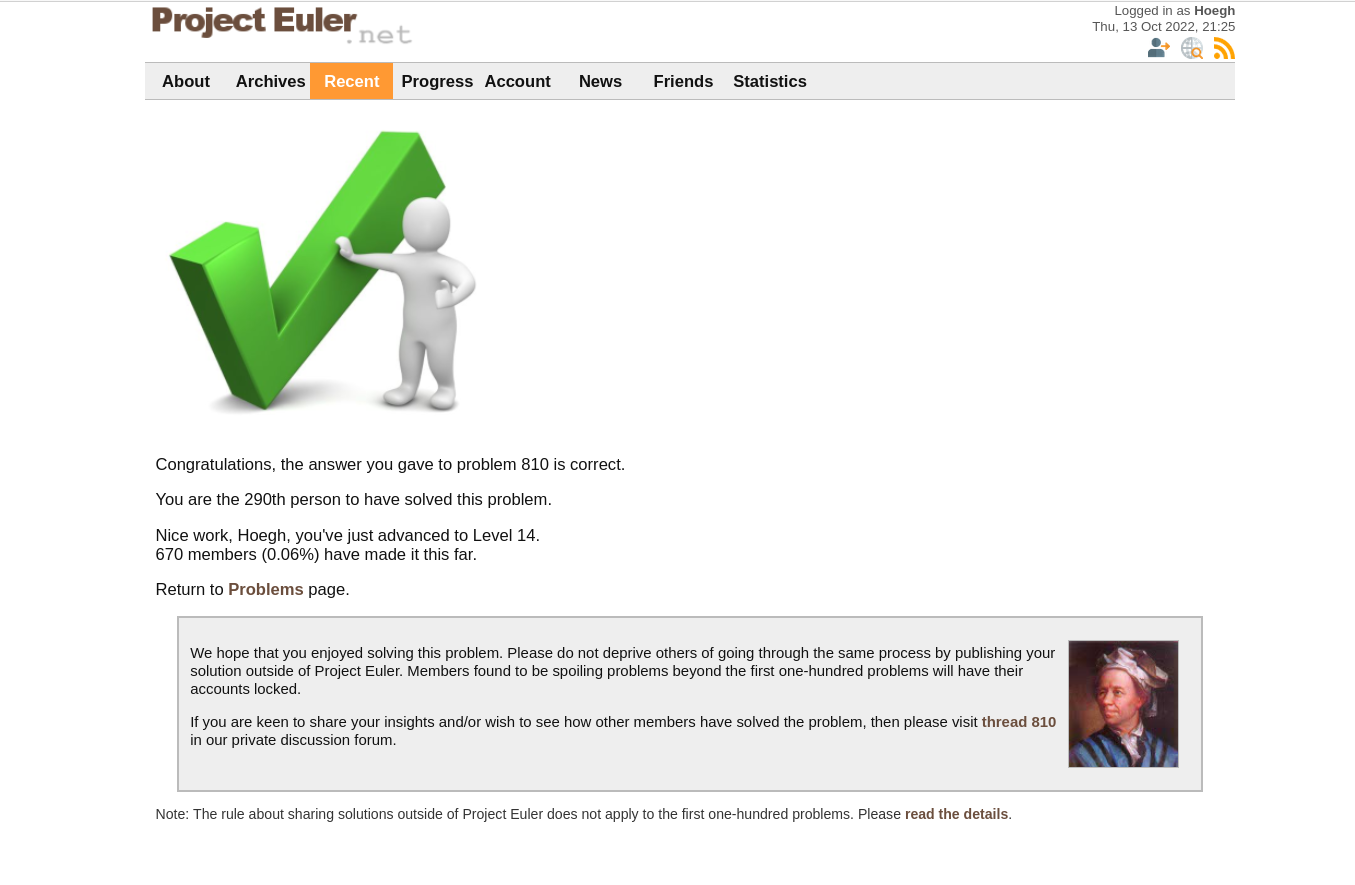 Project Euler
.net
Logged in as Hoegh
Thu, 13 Oct 2022, 21:25
About Archives Recent Progress Account News Friends Statistics
Congratulations, the answer you gave to problem 810 is correct.
You are the 290th person to have solved this problem.
Nice work, Hoegh, you've just advanced to Level 14.
670 members (0.06%) have made it this far.
Return to Problems page.
We hope that you enjoyed solving this problem. Please do not deprive others of going through the same process by publishing your
solution outside of Project Euler. Members found to be spoiling problems beyond the first one-hundred problems will have their
accounts locked.
If you are keen to share your insights and/or wish to see how other members have solved the problem, then please visit thread 810
in our private discussion forum.
Note: The rule about sharing solutions outside of Project Euler does not apply to the first one-hundred problems. Please read the details.